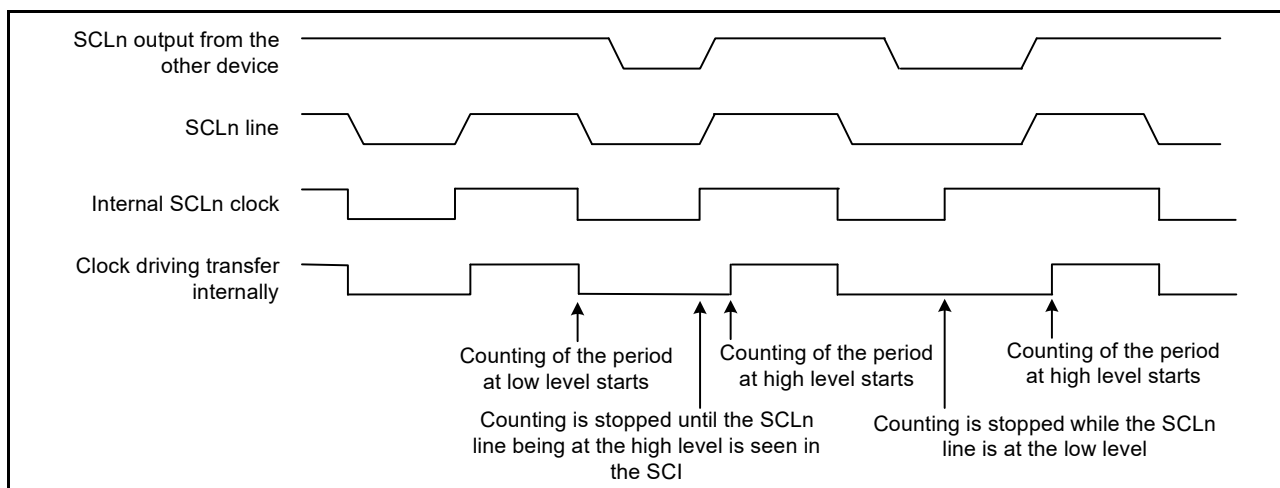 SCLn output from the
other device
SCLn line
Internal SCLn clock
Clock driving transfer
internally
Counting of the period
at low level starts
Counting of the period
at high level starts
Counting of the period
at high level starts
Counting is stopped until the SCLn
line being at the high level is seen in
the SCI
Counting is stopped while the SCLn
line is at the low level